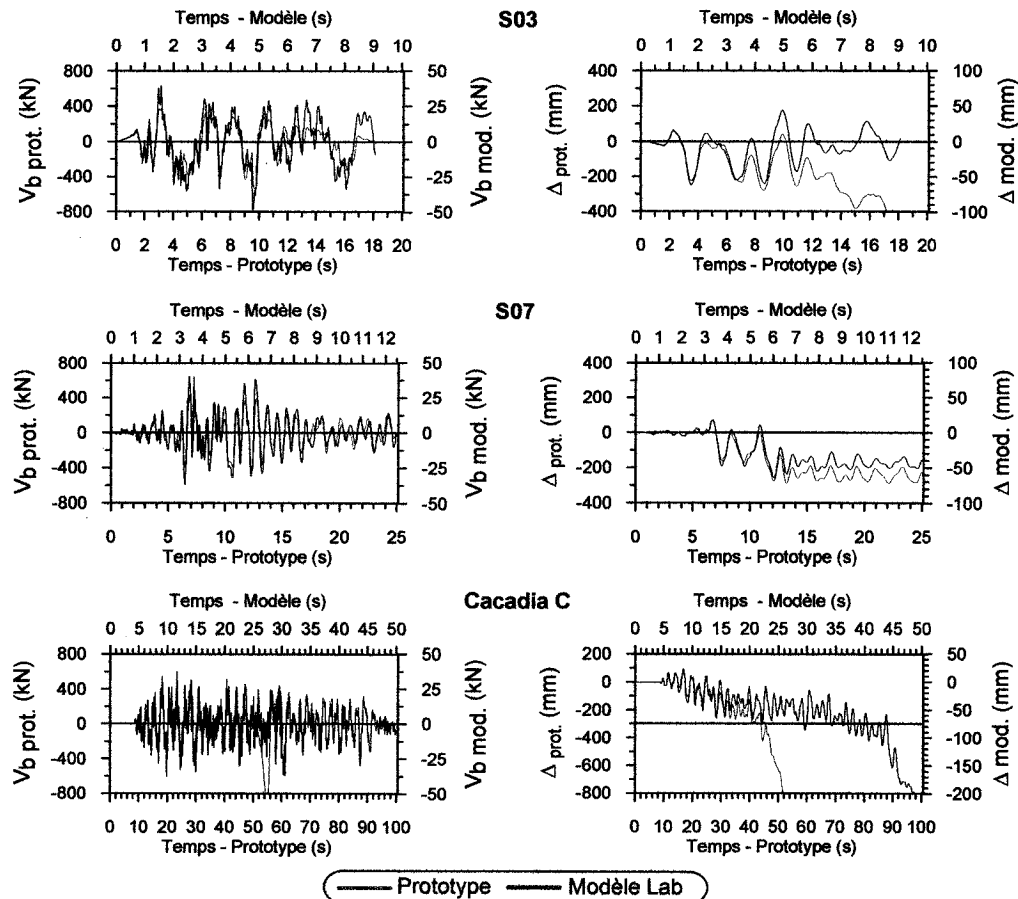 Temps - Modèle (s) S03 Temps - Modèle (s)
0 1 2 3 4 5 6 7 8 9 10 0 1 2 3 4 5 6 7 8 9 10
800 50 400 100
400 25 200 50
0 0 0 0
-400 -25 -200 -50
-800 -50 -400 -100
Vb prot. (kN) Vb mod. (kN) Δ prot. (mm) Δ mod. (mm)
0 2 4 6 8 10 12 14 16 18 20 0 2 4 6 8 10 12 14 16 18 20
Temps - Prototype (s) Temps - Prototype (s)
Temps - Modèle (s) S07 Temps - Modèle (s)
0 1 2 3 4 5 6 7 8 9 10 11 12 0 1 2 3 4 5 6 7 8 9 10 11 12
800 50 400 100
400 25 200 50
0 0 0 0
-400 -25 -200 -50
-800 -50 -400 -100
Vb prot. (kN) Vb mod. (kN) Δ prot. (mm) Δ mod. (mm)
0 5 10 15 20 25 0 5 10 15 20 25
Temps - Prototype (s) Temps - Prototype (s)
Temps - Modèle (s) Cacadia C Temps - Modèle (s)
0 5 10 15 20 25 30 35 40 45 50 0 5 10 15 20 25 30 35 40 45 50
800 50 200 50
400 25 0 0
0 0 -200 -50
-400 -25 -400 -100
-800 -50 -600 -150
-800 -200
Vb prot. (kN) Vb mod. (kN) Δ prot. (mm) Δ mod. (mm)
0 10 20 30 40 50 60 70 80 90 100 0 10 20 30 40 50 60 70 80 90 100
Temps - Prototype (s) Temps - Prototype (s)
Prototype Modèle Lab